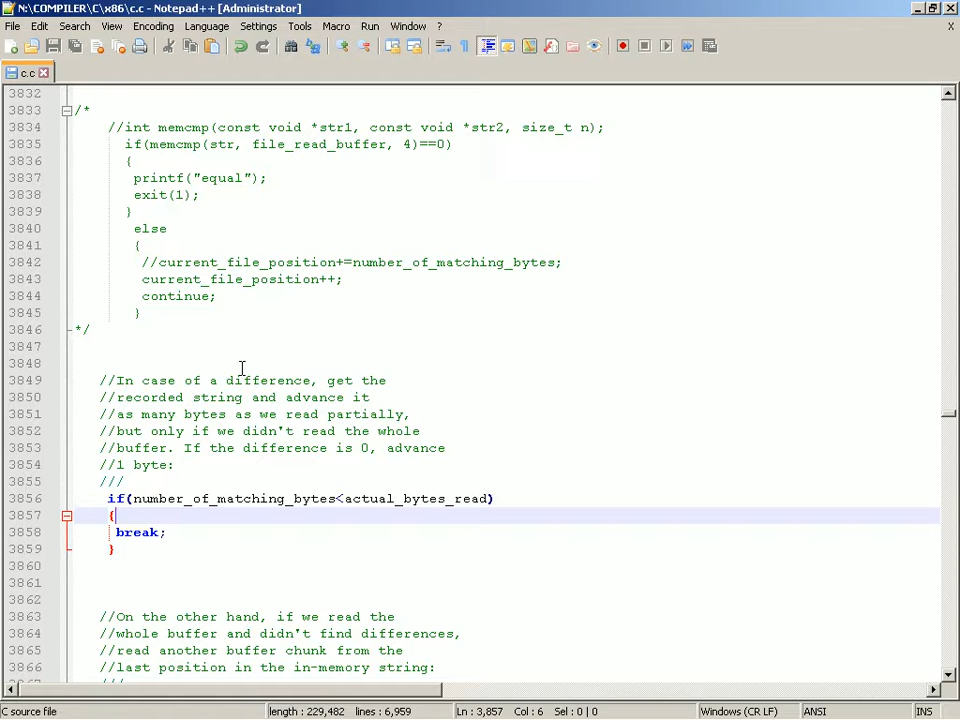 N:\COMPILER\C\x86\c.c - Notepad++ [Administrator]
File Edit Search View Encoding Language Settings Tools Macro Run Window ? X
c.c
3832
3833 /*
3834 //int memcmp(const void *str1, const void *str2, size_t n);
3835 if(memcmp(str, file_read_buffer, 4)==0)
3836 {
3837 printf("equal");
3838 exit(1);
3839 }
3840 else
3841 {
3842 //current_file_position+=number_of_matching_bytes;
3843 current_file_position++;
3844 continue;
3845 }
3846 */
3847
3848
3849 //In case of a difference, get the
3850 //recorded string and advance it
3851 //as many bytes as we read partially,
3852 //but only if we didn't read the whole
3853 //buffer. If the difference is 0, advance
3854 //1 byte:
3855 ///
3856 if(number_of_matching_bytes<actual_bytes_read)
3857 {
3858 break;
3859 }
3860
3861
3862
3863 //On the other hand, if we read the
3864 //whole buffer and didn't find differences,
3865 //read another buffer chunk from the
3866 //last position in the in-memory string:
C source file length : 229,482 lines : 6,959 Ln : 3,857 Col : 6 Sel : 0 | 0 Windows (CR LF) ANSI INS